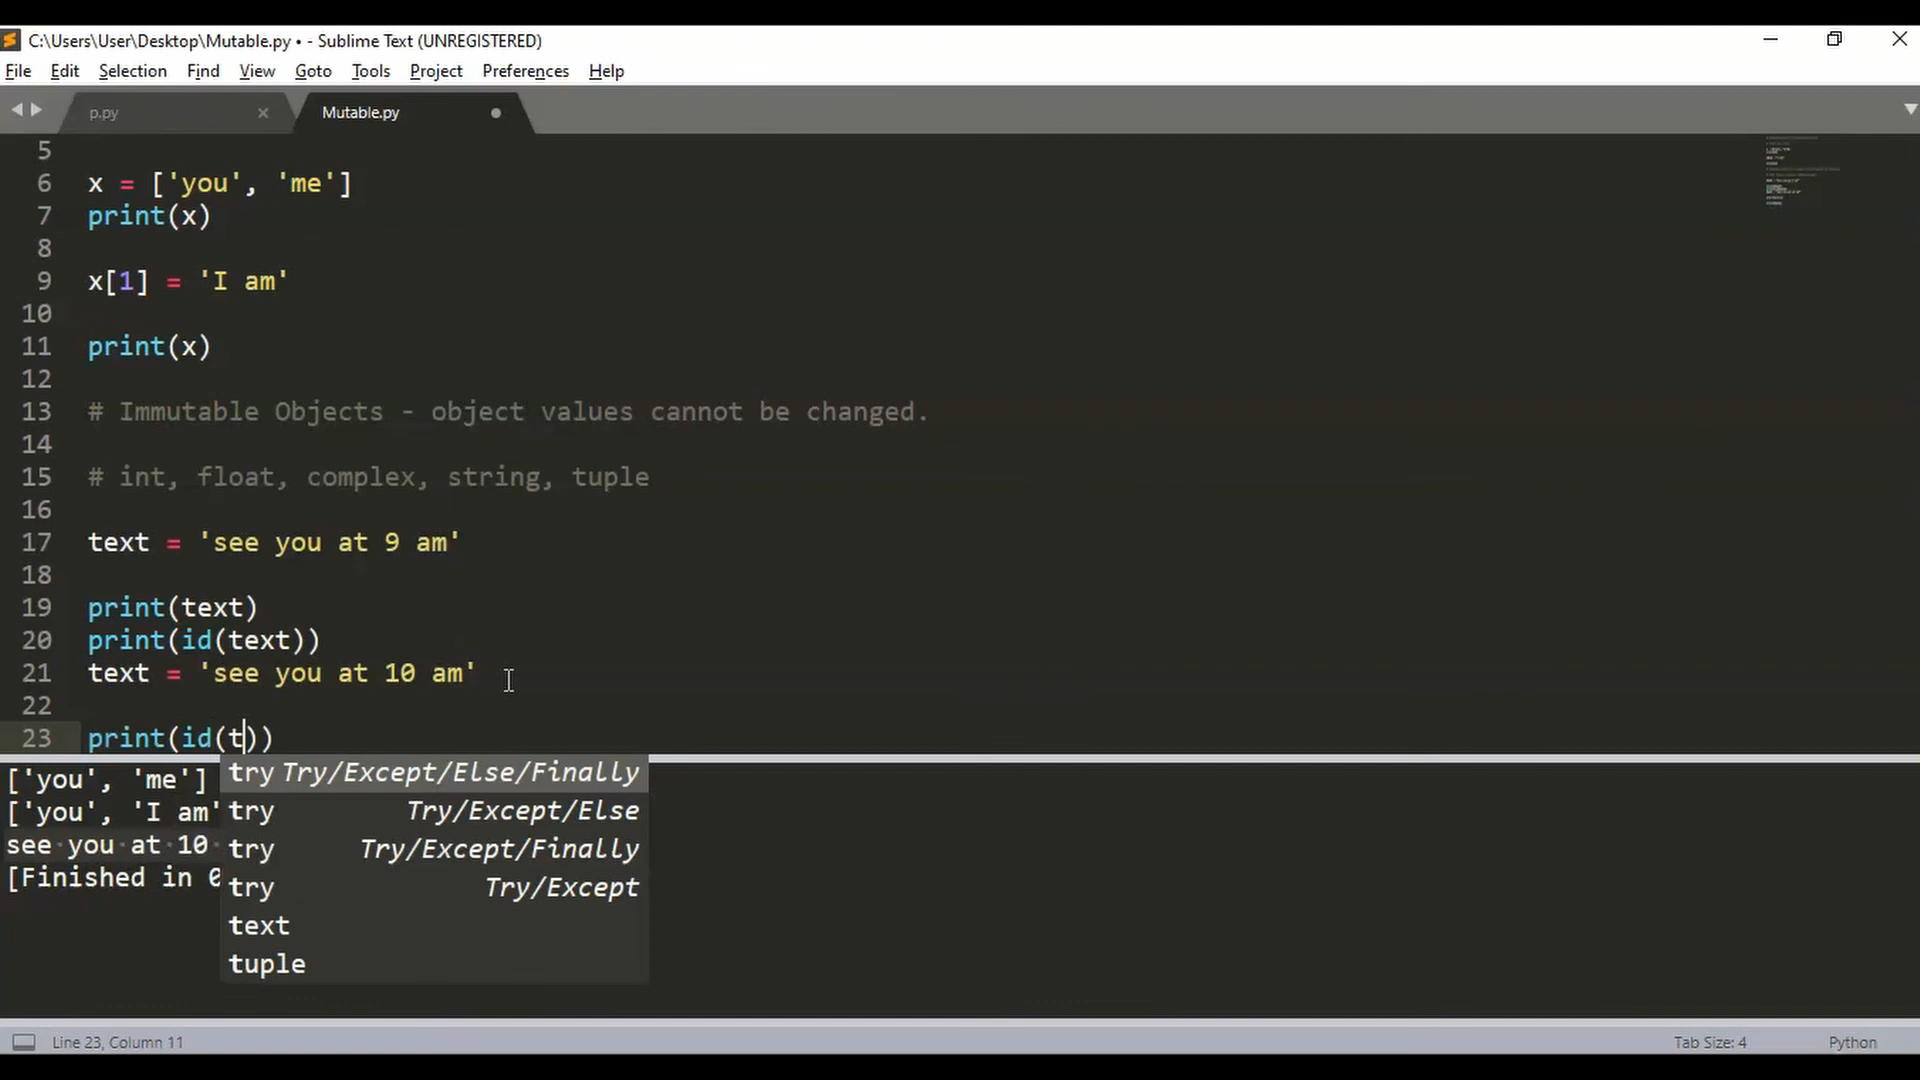 C:\Users\User\Desktop\Mutable.py • - Sublime Text (UNREGISTERED)
File Edit Selection Find View Goto Tools Project Preferences Help
p.py Mutable.py
5
6 x = ['you', 'me']
7 print(x)
8
9 x[1] = 'I am'
10
11 print(x)
12
13 # Immutable Objects - object values cannot be changed.
14
15 # int, float, complex, string, tuple
16
17 text = 'see you at 9 am'
18
19 print(text)
20 print(id(text))
21 text = 'see you at 10 am'
22
23 print(id(t))
['you', 'me'] try Try/Except/Else/Finally
['you', 'I am' try Try/Except/Else
see you at 10 try Try/Except/Finally
[Finished in 0 try Try/Except
text
tuple
Line 23, Column 11 Tab Size: 4 Python